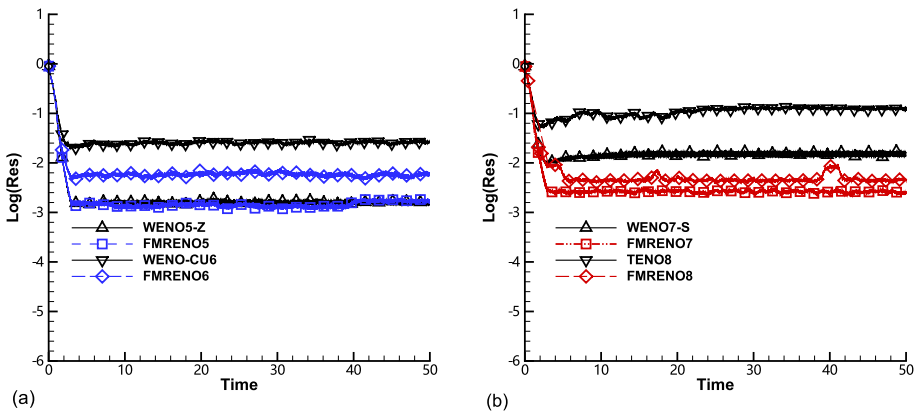 1
0
-1
-2
-3
-4
-5
-6
Log(Res)
WENO5-Z
FMRENO5
WENO-CU6
FMRENO6
0 10 20 30 40 50
Time
(a)
1
0
-1
-2
-3
-4
-5
-6
Log(Res)
WENO7-S
FMRENO7
TENO8
FMRENO8
0 10 20 30 40 50
Time
(b)